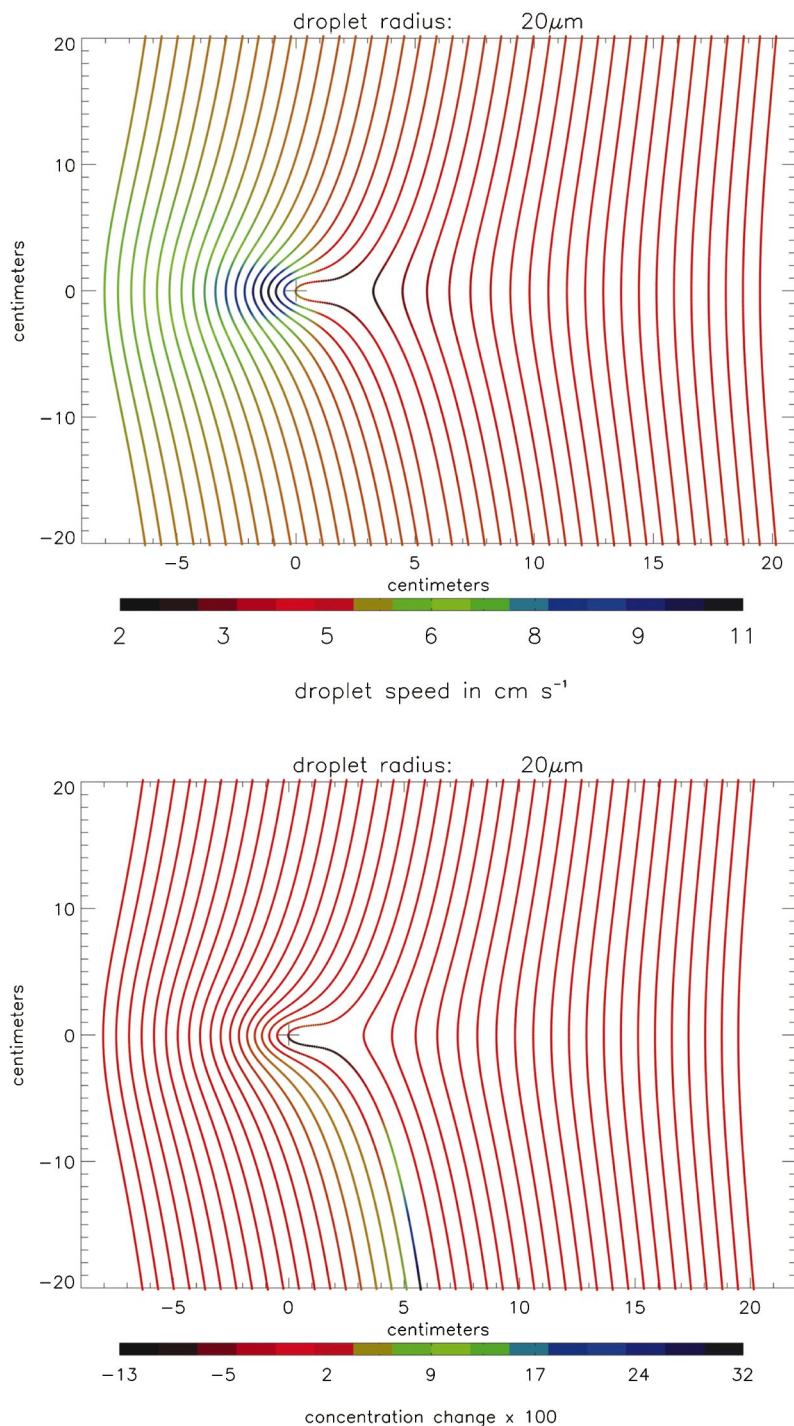 droplet radius: 20μm
20
10
0
−10
−20
centimeters
−5 0 5 10 15 20
centimeters
2 3 5 6 8 9 11
droplet speed in cm s⁻¹
droplet radius: 20μm
20
10
0
−10
−20
centimeters
−5 0 5 10 15 20
centimeters
−13 −5 2 9 17 24 32
concentration change x 100